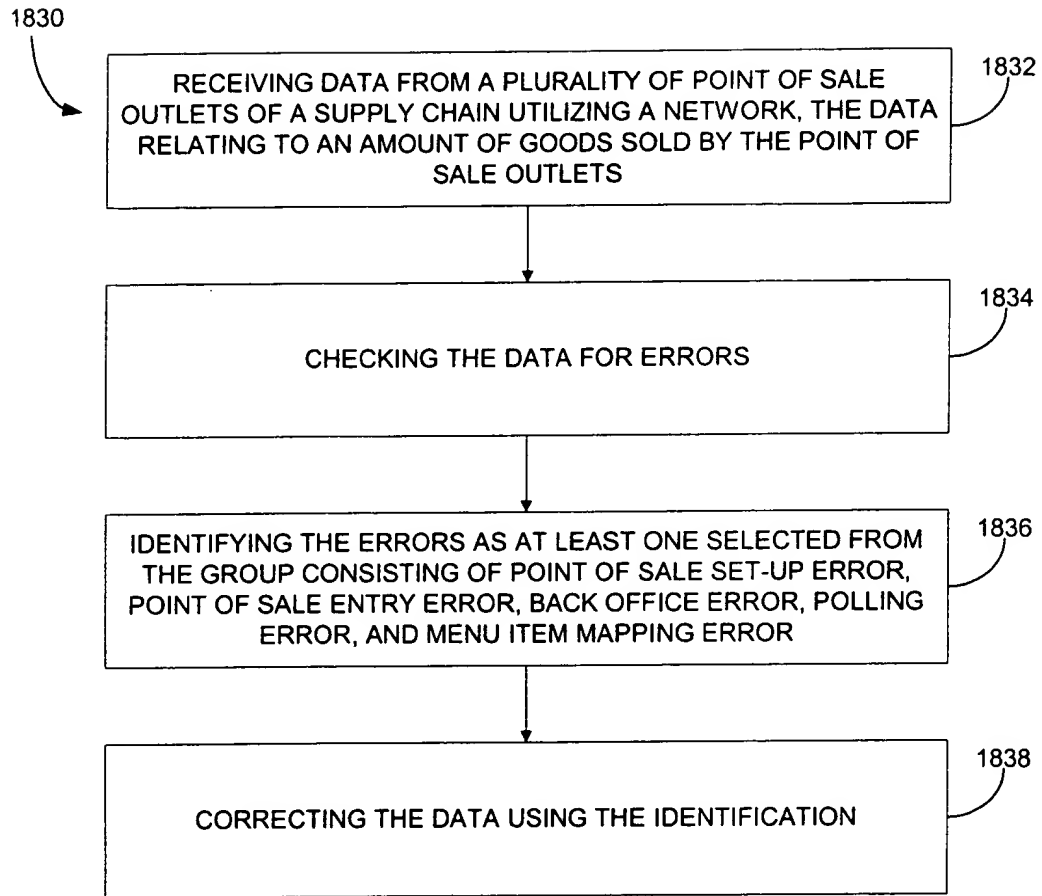 1830
RECEIVING DATA FROM A PLURALITY OF POINT OF SALE
OUTLETS OF A SUPPLY CHAIN UTILIZING A NETWORK, THE DATA
RELATING TO AN AMOUNT OF GOODS SOLD BY THE POINT OF
SALE OUTLETS
1832
CHECKING THE DATA FOR ERRORS
1834
IDENTIFYING THE ERRORS AS AT LEAST ONE SELECTED FROM
THE GROUP CONSISTING OF POINT OF SALE SET-UP ERROR,
POINT OF SALE ENTRY ERROR, BACK OFFICE ERROR, POLLING
ERROR, AND MENU ITEM MAPPING ERROR
1836
CORRECTING THE DATA USING THE IDENTIFICATION
1838